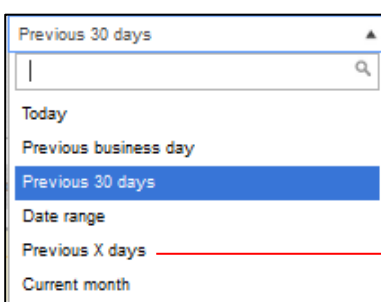 Previous 30 days
Today
Previous business day
Previous 30 days
Date range
Previous X days
Current month